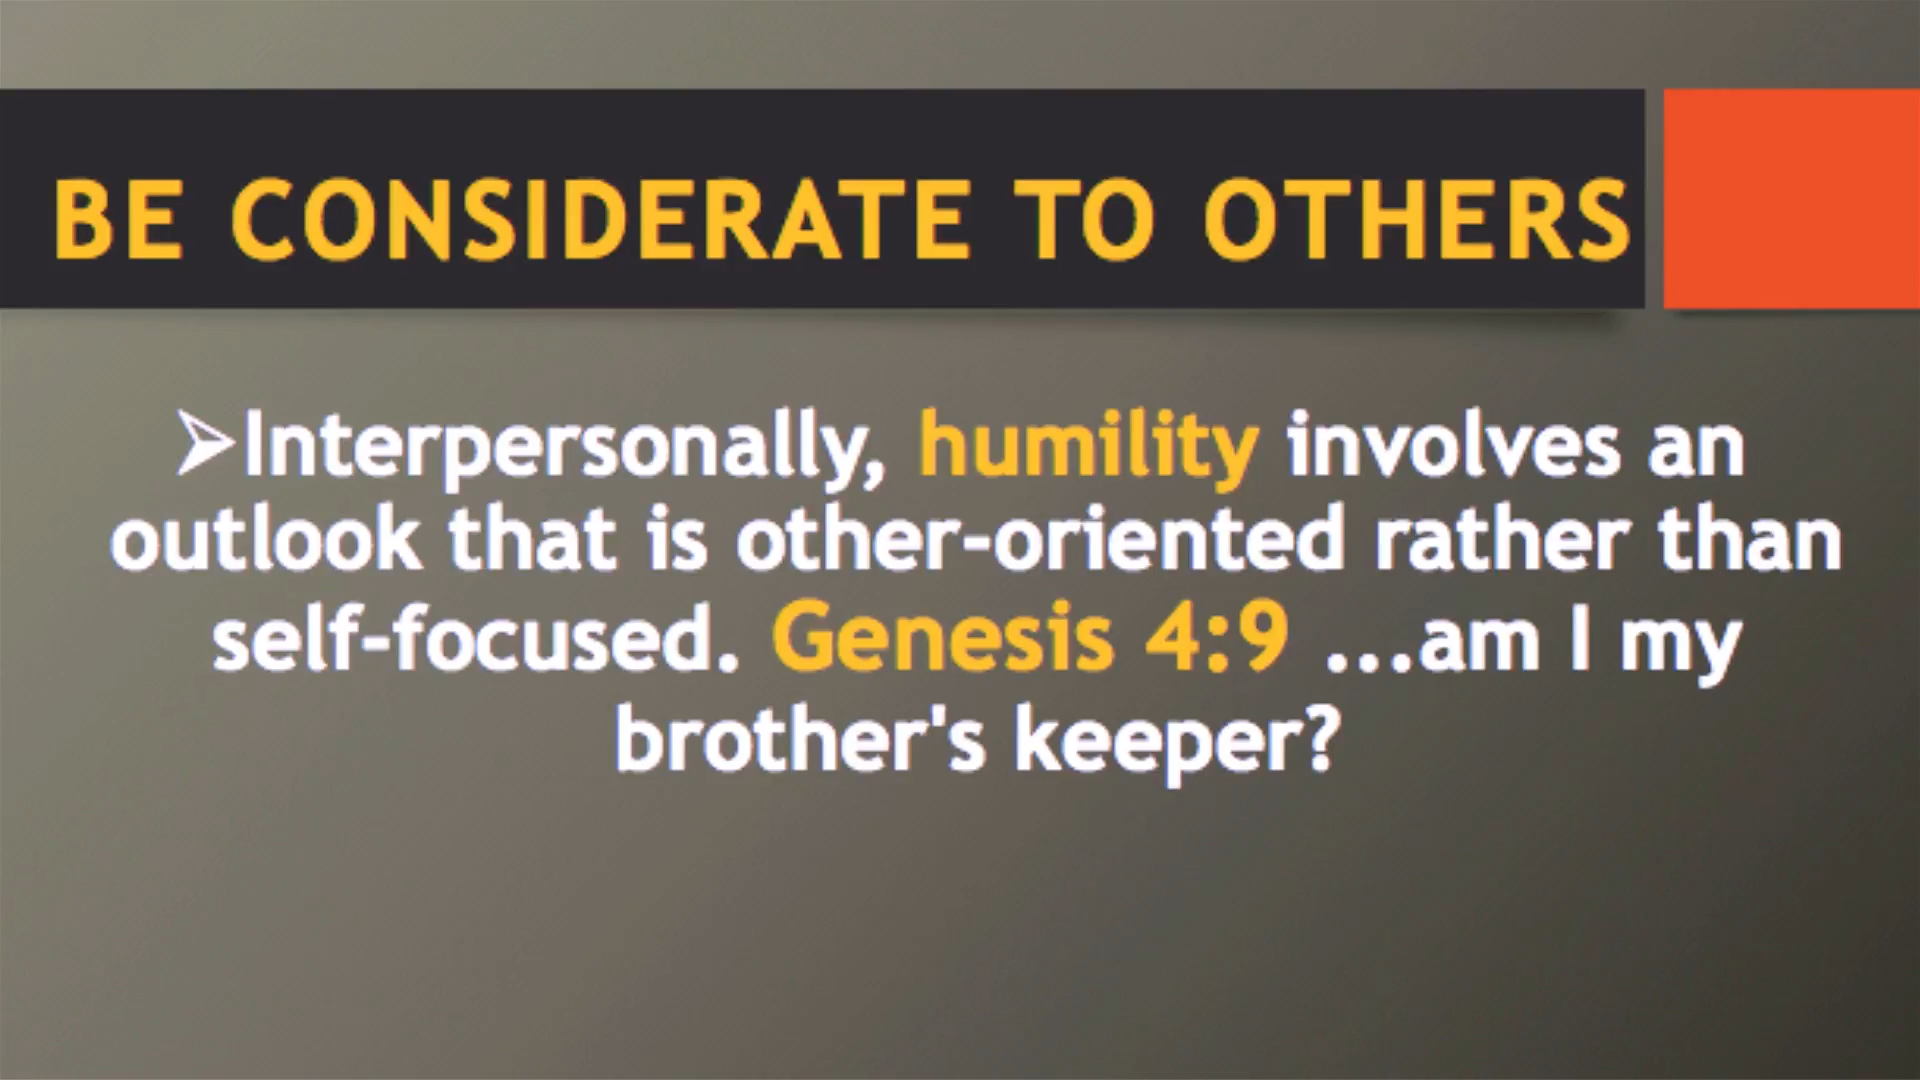 BE CONSIDERATE TO OTHERS
➢Interpersonally, humility involves an
outlook that is other-oriented rather than
self-focused. Genesis 4:9 ...am I my
brother's keeper?